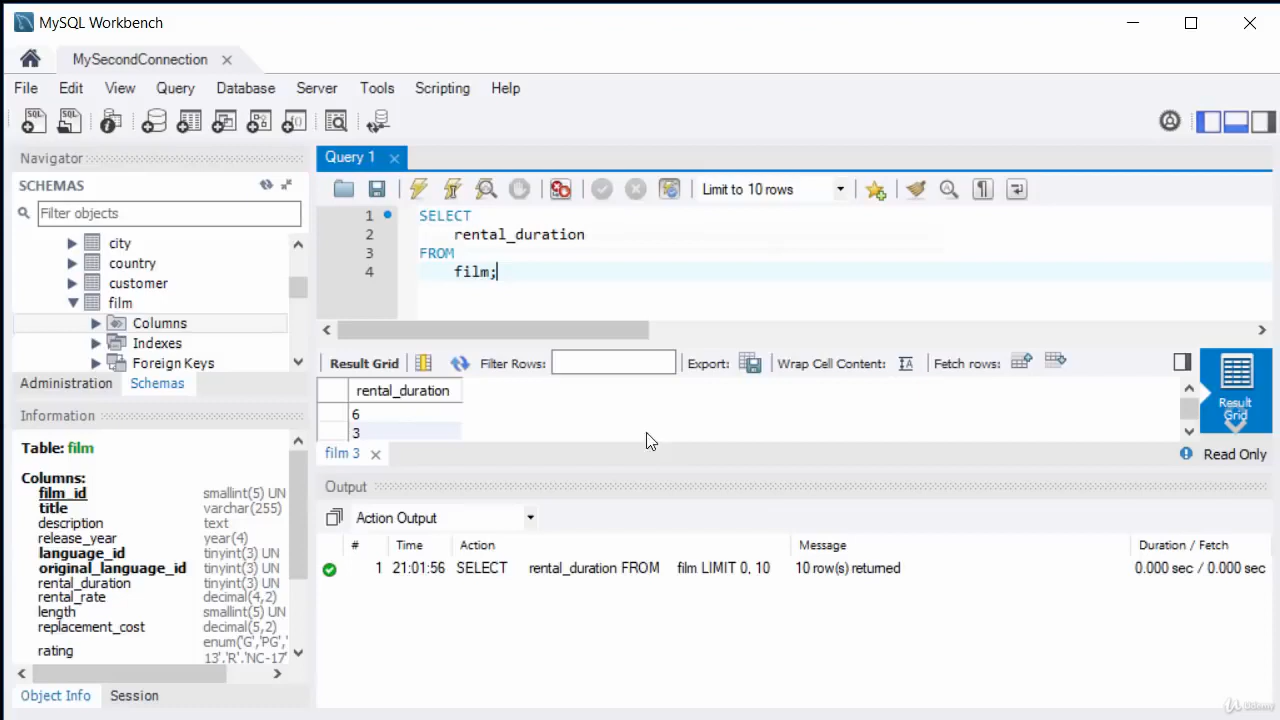 MySQL Workbench
MySecondConnection
File Edit View Query Database Server Tools Scripting Help
Navigator
SCHEMAS
Filter objects
city
country
customer
film
Columns
Indexes
Foreign Keys
Administration Schemas
Information
Table: film
Columns:
film_id smallint(5) UN
title varchar(255)
description text
release_year year(4)
language_id tinyint(3) UN
original_language_id tinyint(3) UN
rental_duration tinyint(3) UN
rental_rate decimal(4,2)
length smallint(5) UN
replacement_cost decimal(5,2)
rating enum('G','PG','
13','R','NC-17'
Object Info Session
Query 1
Limit to 10 rows
1 SELECT
2 rental_duration
3 FROM
4 film;
Result Grid Filter Rows: Export: Wrap Cell Content: Fetch rows:
rental_duration
6
3
Result
Grid
film 3 Read Only
Output
Action Output
# Time Action Message Duration / Fetch
1 21:01:56 SELECT rental_duration FROM film LIMIT 0, 10 10 row(s) returned 0.000 sec / 0.000 sec
Udemy